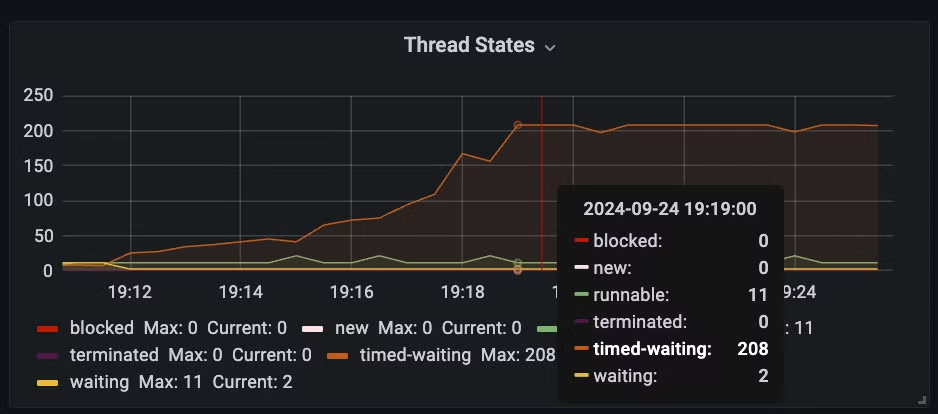 Thread States
250
200
150
100
50
0
19:12 19:14 19:16 19:18 1 9:24
2024-09-24 19:19:00
blocked: 0
new: 0
runnable: 11
terminated: 0
timed-waiting: 208
waiting: 2
blocked Max: 0 Current: 0 new Max: 0 Current: 0 : 11
terminated Max: 0 Current: 0 timed-waiting Max: 208
waiting Max: 11 Current: 2